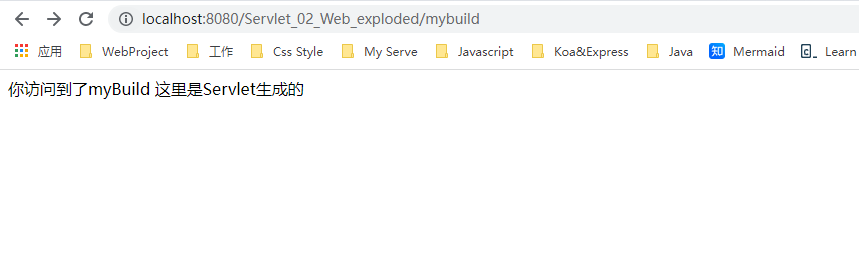 localhost:8080/Servlet_02_Web_exploded/mybuild
应用 WebProject 工作 Css Style My Serve Javascript Koa&Express Java 知 Mermaid Learn
你访问到了myBuild 这里是Servlet生成的